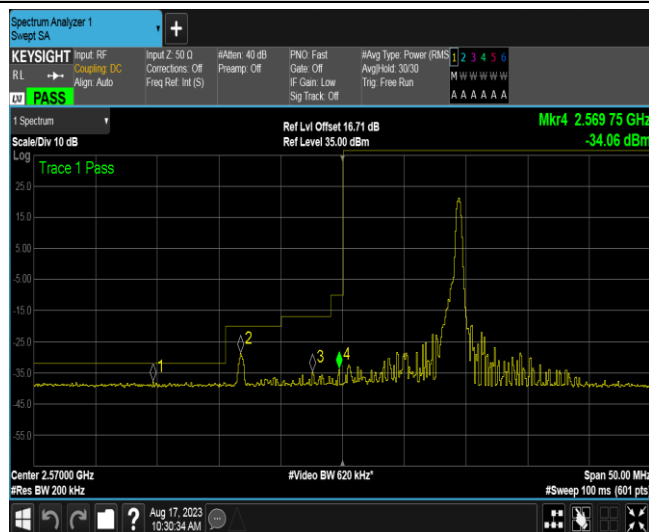 Spectrum Analyzer 1
Swept SA
+
KEYSIGHT
RL
LXI PASS
Input: RF
Coupling: DC
Align: Auto
Input Z: 50 Ω
Corrections: Off
Freq Ref: Int (S)
#Atten: 40 dB
Preamp: Off
PNO: Fast
Gate: Off
IF Gain: Low
Sig Track: Off
#Avg Type: Power (RMS
Avg|Hold: 30/30
Trig: Free Run
1 2 3 4 5 6
M W W W W W
A A A A A A
1 Spectrum
Scale/Div 10 dB
Ref Lvl Offset 16.71 dB
Ref Level 35.00 dBm
Mkr4 2.569 75 GHz
-34.06 dBm
Log
Trace 1 Pass
25.0
15.0
5.00
-5.00
-15.0
-25.0
-35.0
-45.0
-55.0
1
2
3
4
Center 2.57000 GHz
#Res BW 200 kHz
#Video BW 620 kHz*
Span 50.00 MHz
#Sweep 100 ms (601 pts)
?
Aug 17, 2023
10:30:34 AM